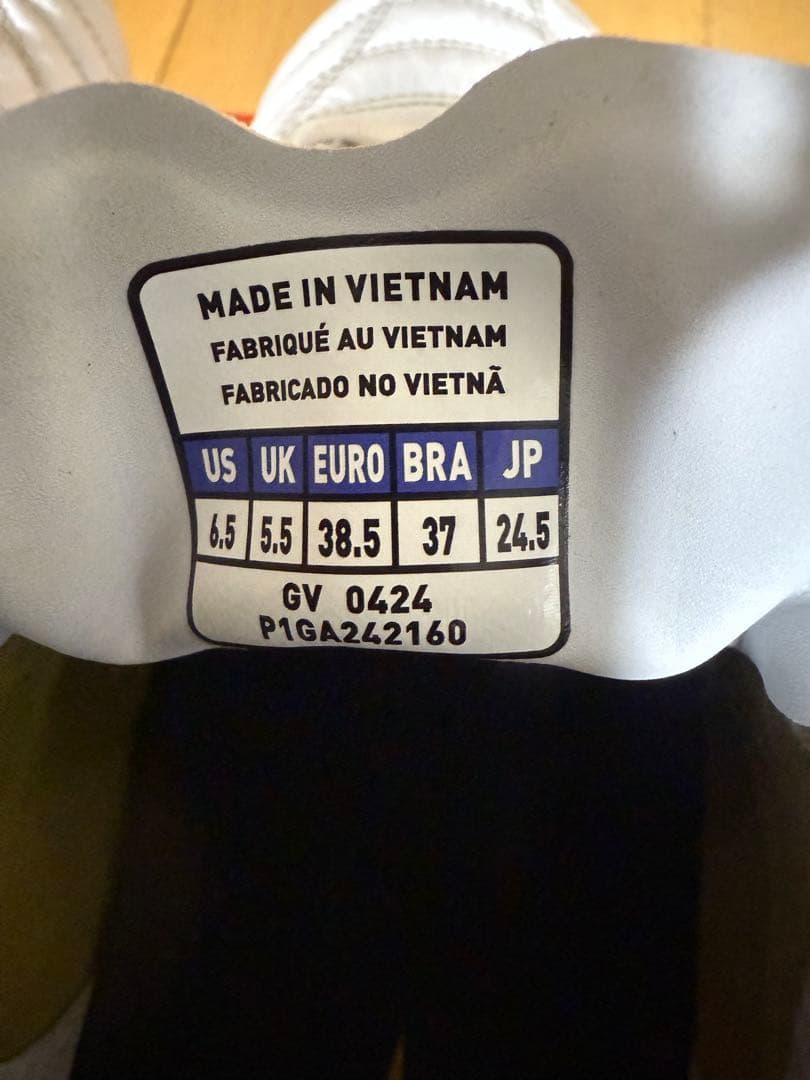 MADE IN VIETNAM
FABRIQUÉ AU VIETNAM
FABRICADO NO VIETNÃ
US UK EURO BRA JP
6.5 5.5 38.5 37 24.5
GV 0424
P1GA242160